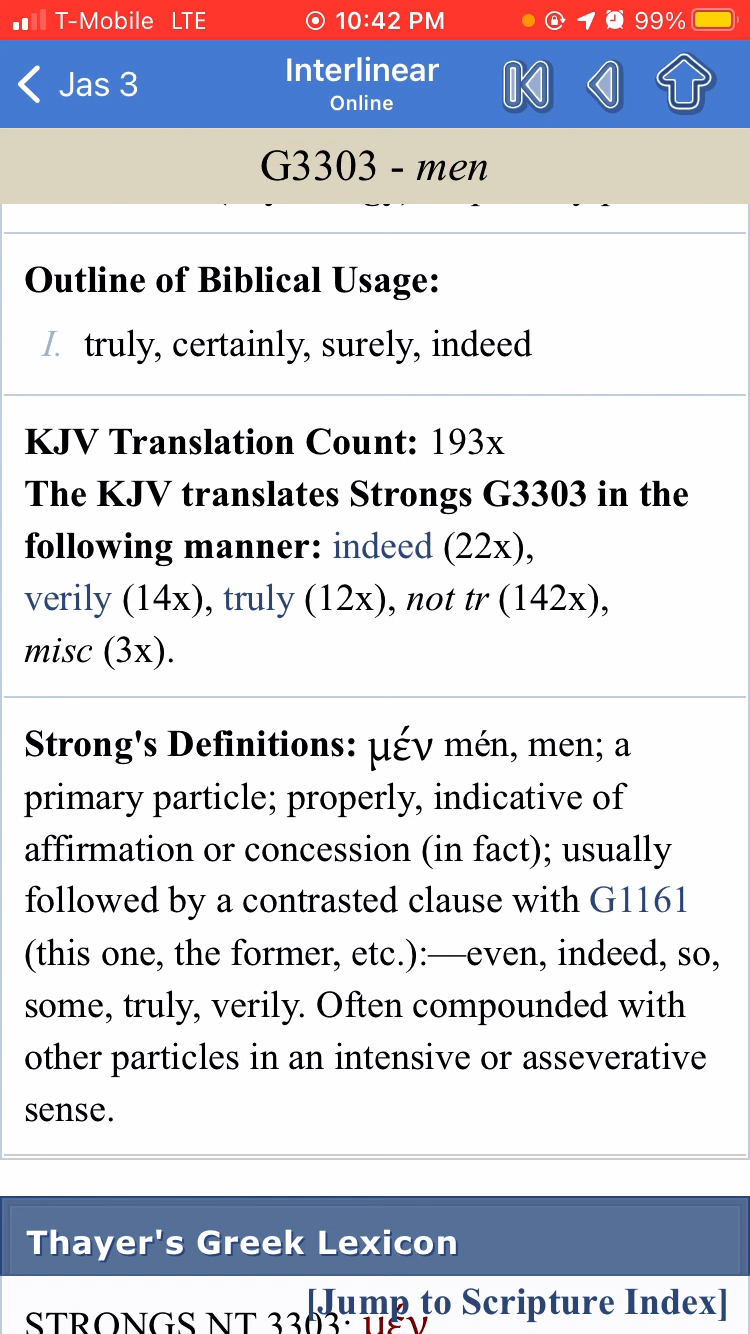 T-Mobile LTE 10:42 PM 99%
Jas 3 Interlinear
Online
G3303 - men
Outline of Biblical Usage:
I. truly, certainly, surely, indeed
KJV Translation Count: 193x
The KJV translates Strongs G3303 in the
following manner: indeed (22x),
verily (14x), truly (12x), not tr (142x),
misc (3x).
Strong's Definitions: μέν mén, men; a
primary particle; properly, indicative of
affirmation or concession (in fact); usually
followed by a contrasted clause with G1161
(this one, the former, etc.):—even, indeed, so,
some, truly, verily. Often compounded with
other particles in an intensive or asseverative
sense.
Thayer's Greek Lexicon
[Jump to Scripture Index]
STRONGS NT 3303: μέν